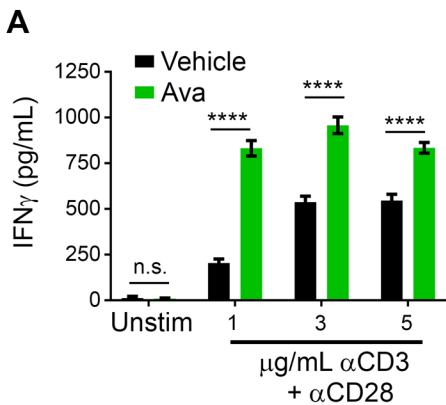 A
Vehicle
Ava
IFNγ (pg/mL)
1250
1000
750
500
250
0
n.s.
****
****
****
Unstim
1
3
5
μg/mL αCD3
+ αCD28